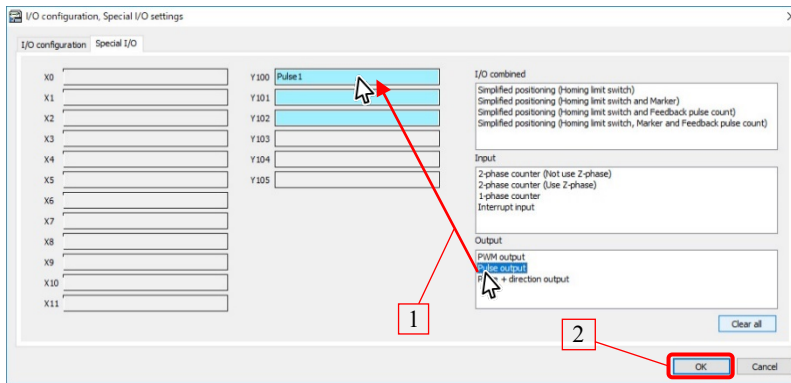 I/O configuration, Special I/O settings
I/O configuration Special I/O
X0
X1
X2
X3
X4
X5
X6
X7
X8
X9
X10
X11
Y100 Pulse1
Y101
Y102
Y103
Y104
Y105
I/O combined
Simplified positioning (Homing limit switch)
Simplified positioning (Homing limit switch and Marker)
Simplified positioning (Homing limit switch and Feedback pulse count)
Simplified positioning (Homing limit switch, Marker and Feedback pulse count)
Input
2-phase counter (Not use Z-phase)
2-phase counter (Use Z-phase)
1-phase counter
Interrupt input
Output
PWM output
Pulse output
+ direction output
1
Clear all
2
OK Cancel